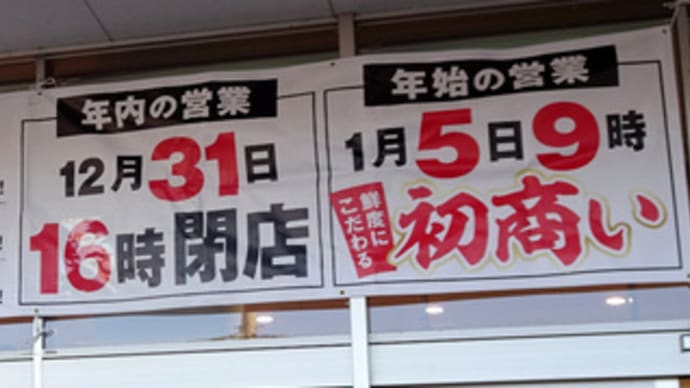 年内の営業
12月31日
16時閉店
年始の営業
1月5日9時
鮮度に
こだわる
初商い